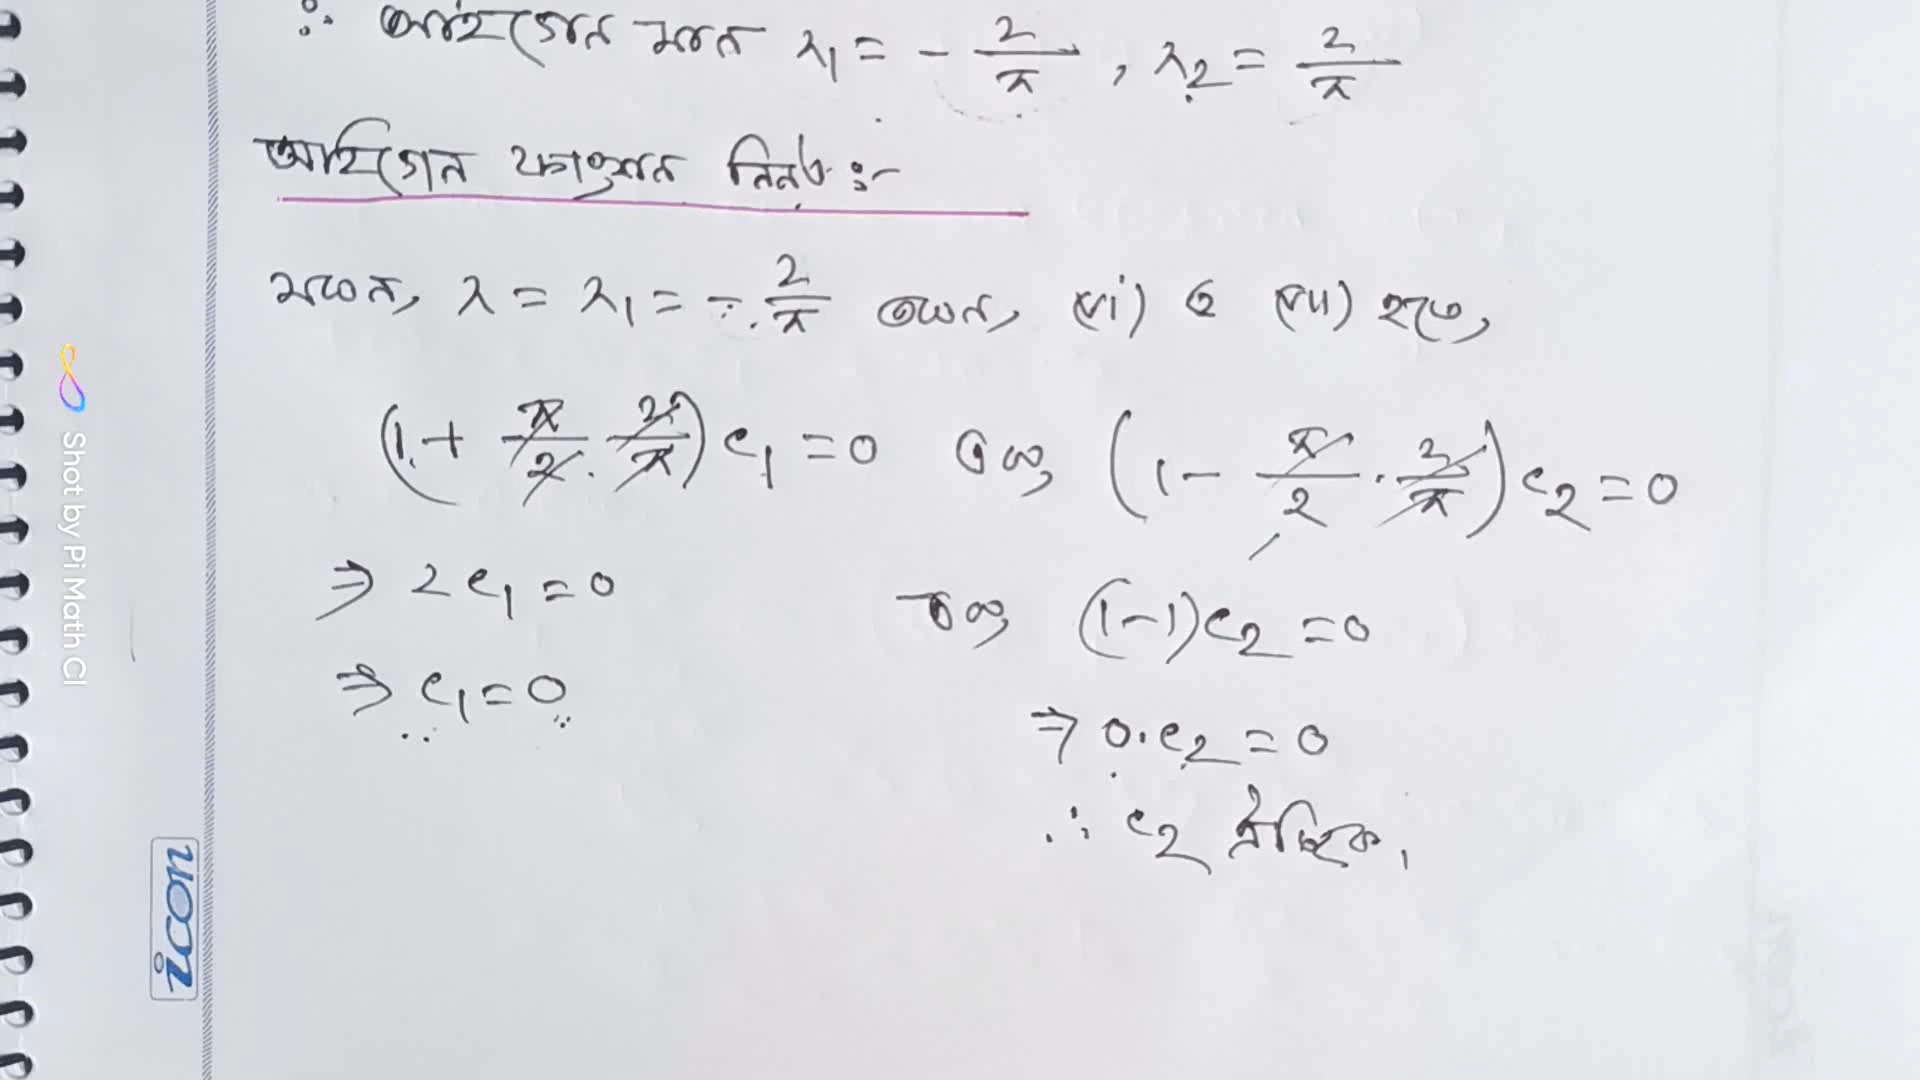 ∴ আইগেন মান λ₁ = - 2/π , λ₂ = 2/π
আইগেন ফাংশন নির্ণয় :-
যখন, λ = λ₁ = - 2/π তখন, (vi) ও (vii) হতে,
(1 + π/2 · 2/π) c₁ = 0 এবং, (1 - π/2 · 2/π) c₂ = 0
⇒ 2 c₁ = 0 বা, (1-1) c₂ = 0
⇒ c₁ = 0
⇒ 0·c₂ = 0
∴ c₂ ঐচ্ছিক।
Shot by Pi Math Cl
icon